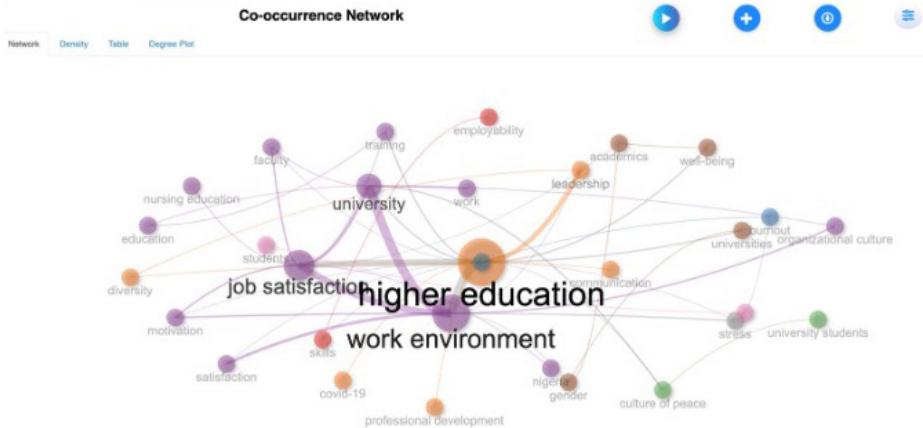 Co-occurrence Network
Network Density Table Degree Plot
employability
training
faculty
academics
well-being
leadership
nursing education
university
work
education
burnout
universities
organizational culture
students
diversity
job satisfaction
higher education
communication
motivation
work environment
stress
university students
skills
satisfaction
covid-19
nigeria
gender
culture of peace
professional development